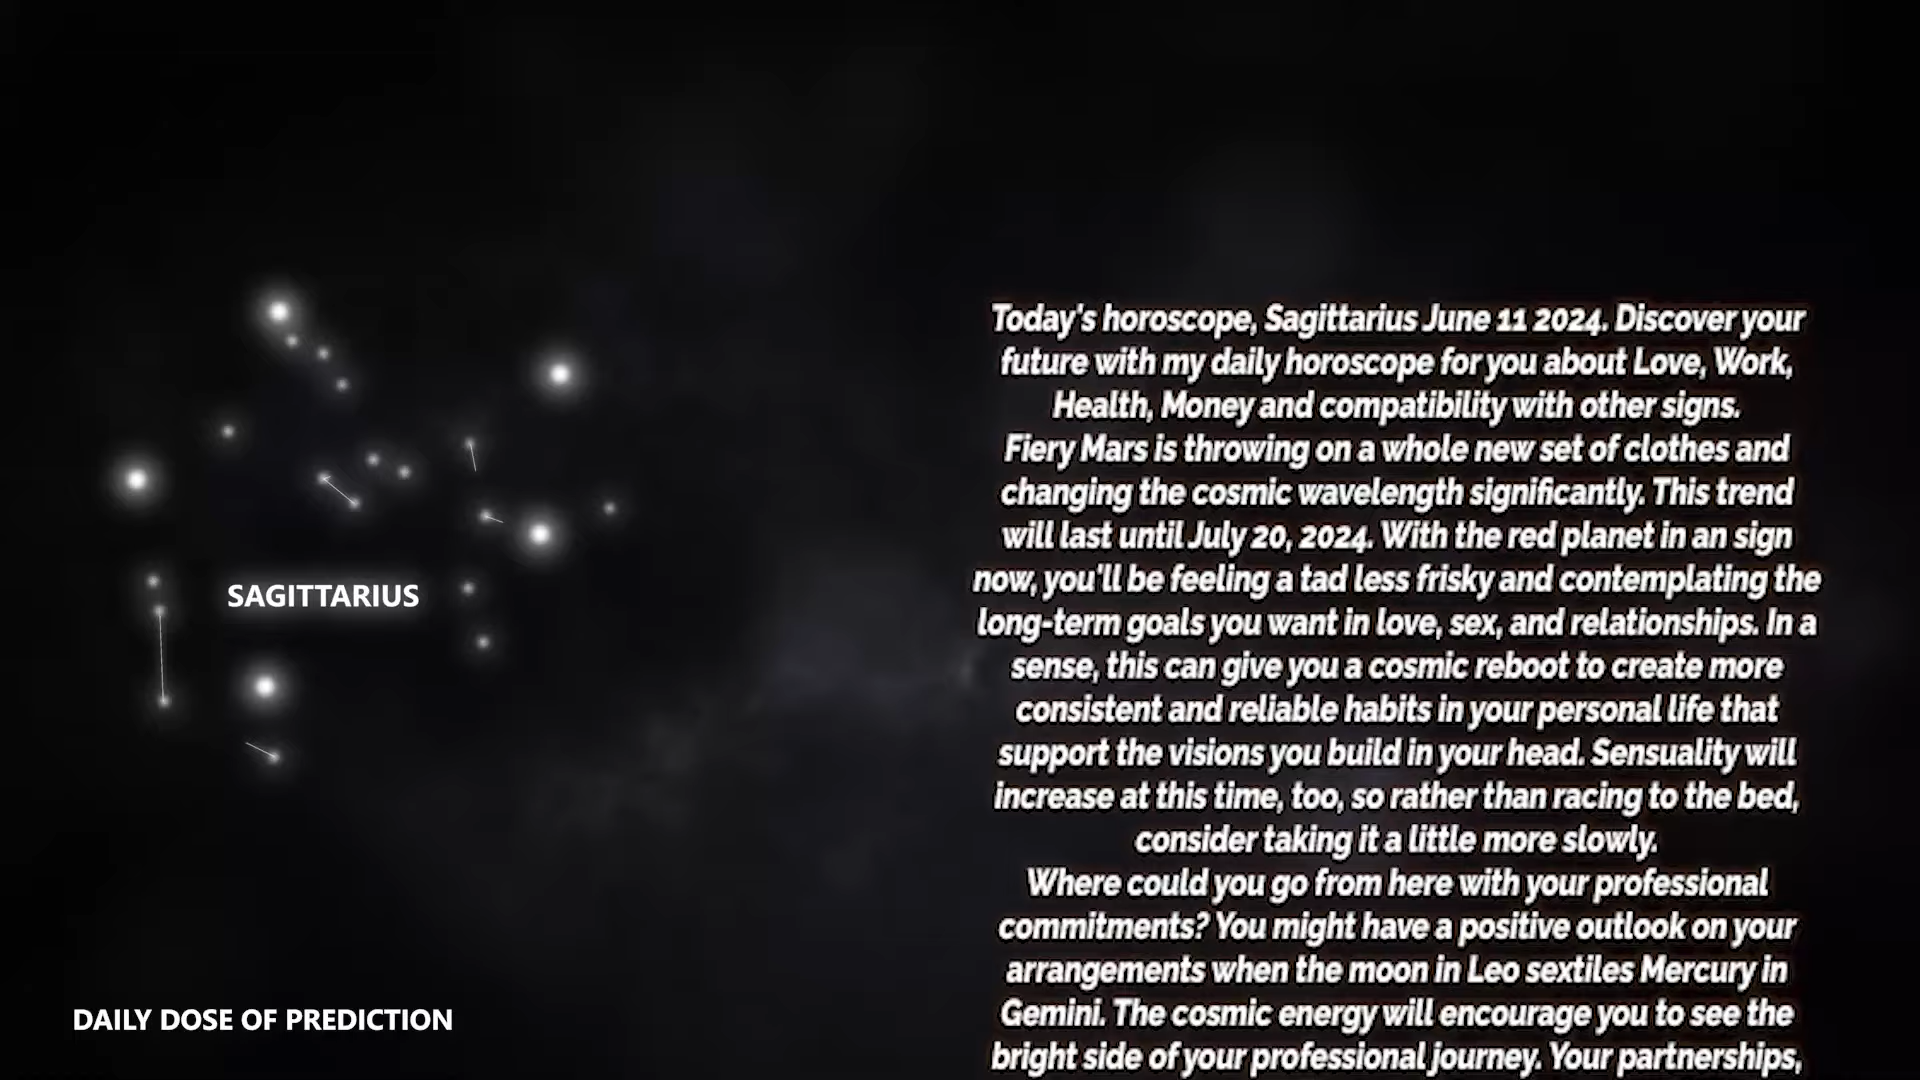 SAGITTARIUS
DAILY DOSE OF PREDICTION
Today's horoscope, Sagittarius June 11 2024. Discover your
future with my daily horoscope for you about Love, Work,
Health, Money and compatibility with other signs.
Fiery Mars is throwing on a whole new set of clothes and
changing the cosmic wavelength significantly. This trend
will last until July 20, 2024. With the red planet in an sign
now, you'll be feeling a tad less frisky and contemplating the
long-term goals you want in love, sex, and relationships. In a
sense, this can give you a cosmic reboot to create more
consistent and reliable habits in your personal life that
support the visions you build in your head. Sensuality will
increase at this time, too, so rather than racing to the bed,
consider taking it a little more slowly.
Where could you go from here with your professional
commitments? You might have a positive outlook on your
arrangements when the moon in Leo sextiles Mercury in
Gemini. The cosmic energy will encourage you to see the
bright side of your professional journey. Your partnerships,